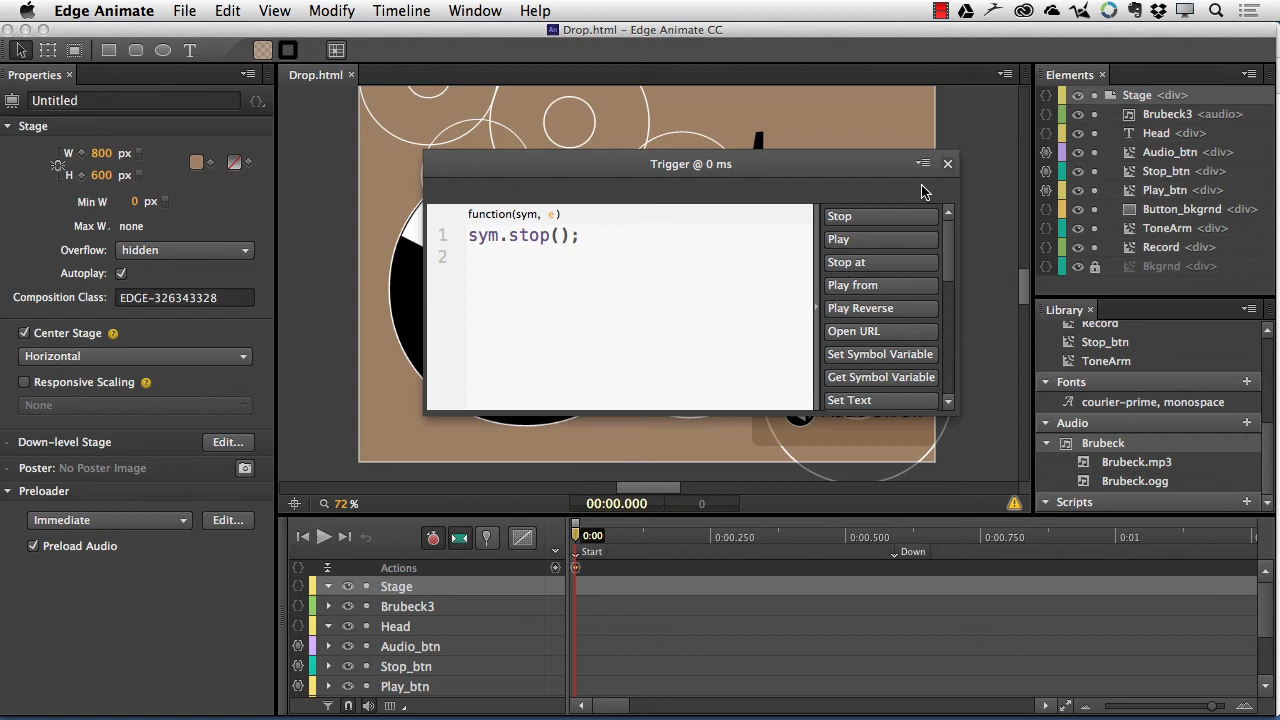 Edge Animate File Edit View Modify Timeline Window Help
An Drop.html - Edge Animate CC
T
Properties ×
Untitled
Stage
W 800 px
H 600 px
Min W 0 px
Max W none
Overflow: hidden
Autoplay:
Composition Class: EDGE-326343328
Center Stage ?
Horizontal
Responsive Scaling ?
None
Down-level Stage Edit...
Poster: No Poster Image
Preloader
Immediate Edit...
Preload Audio
Drop.html ×
Trigger @ 0 ms
function(sym, e)
1 sym.stop();
2
Stop
Play
Stop at
Play from
Play Reverse
Open URL
Set Symbol Variable
Get Symbol Variable
Set Text
72 %
00:00.000 0
Elements ×
Stage <div>
Brubeck3 <audio>
T Head <div>
Audio_btn <div>
Stop_btn <div>
Play_btn <div>
Button_bkgrnd <div>
ToneArm <div>
Record <div>
Bkgrnd <div>
Library ×
Record
Stop_btn
ToneArm
Fonts +
A courier-prime, monospace
Audio +
Brubeck
Brubeck.mp3
Brubeck.ogg
Scripts +
0:00 0:00.250 0:00.500 0:00.750 0:01
Start Down
Actions
Stage
Brubeck3
Head
Audio_btn
Stop_btn
Play_btn